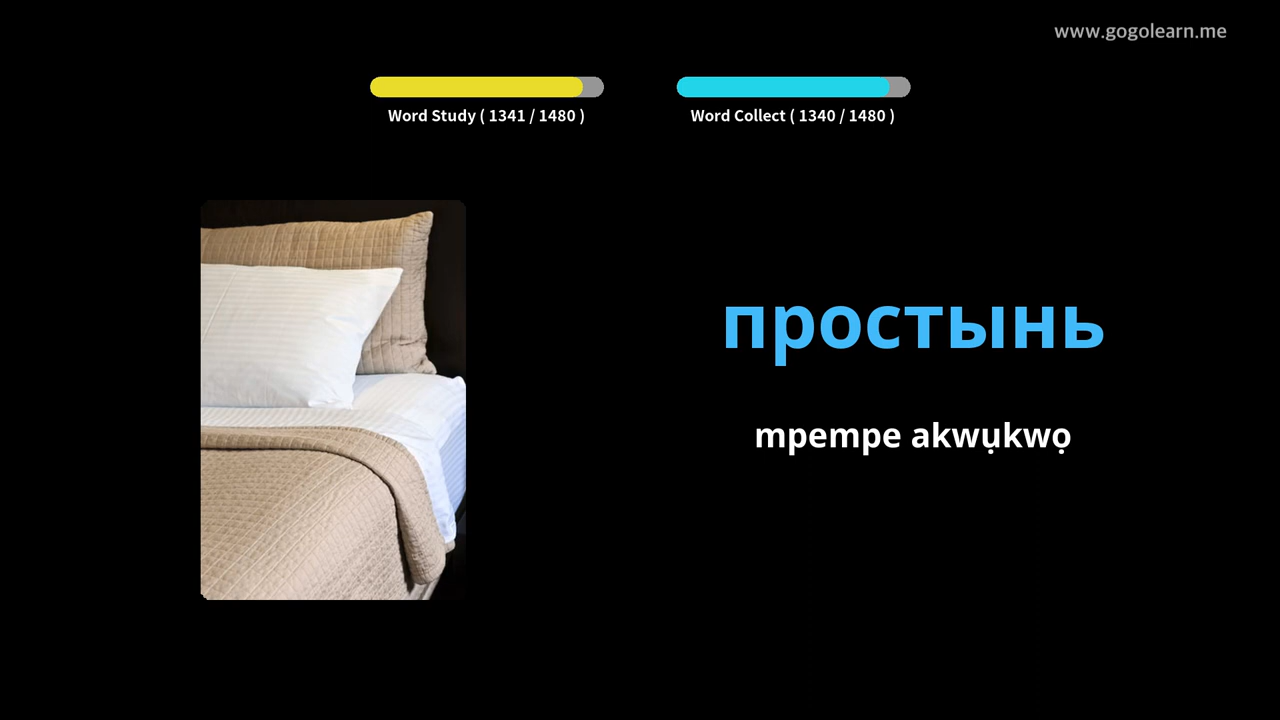 www.gogolearn.me
Word Study ( 1341 / 1480 )
Word Collect ( 1340 / 1480 )
простынь
mpempe akwụkwọ